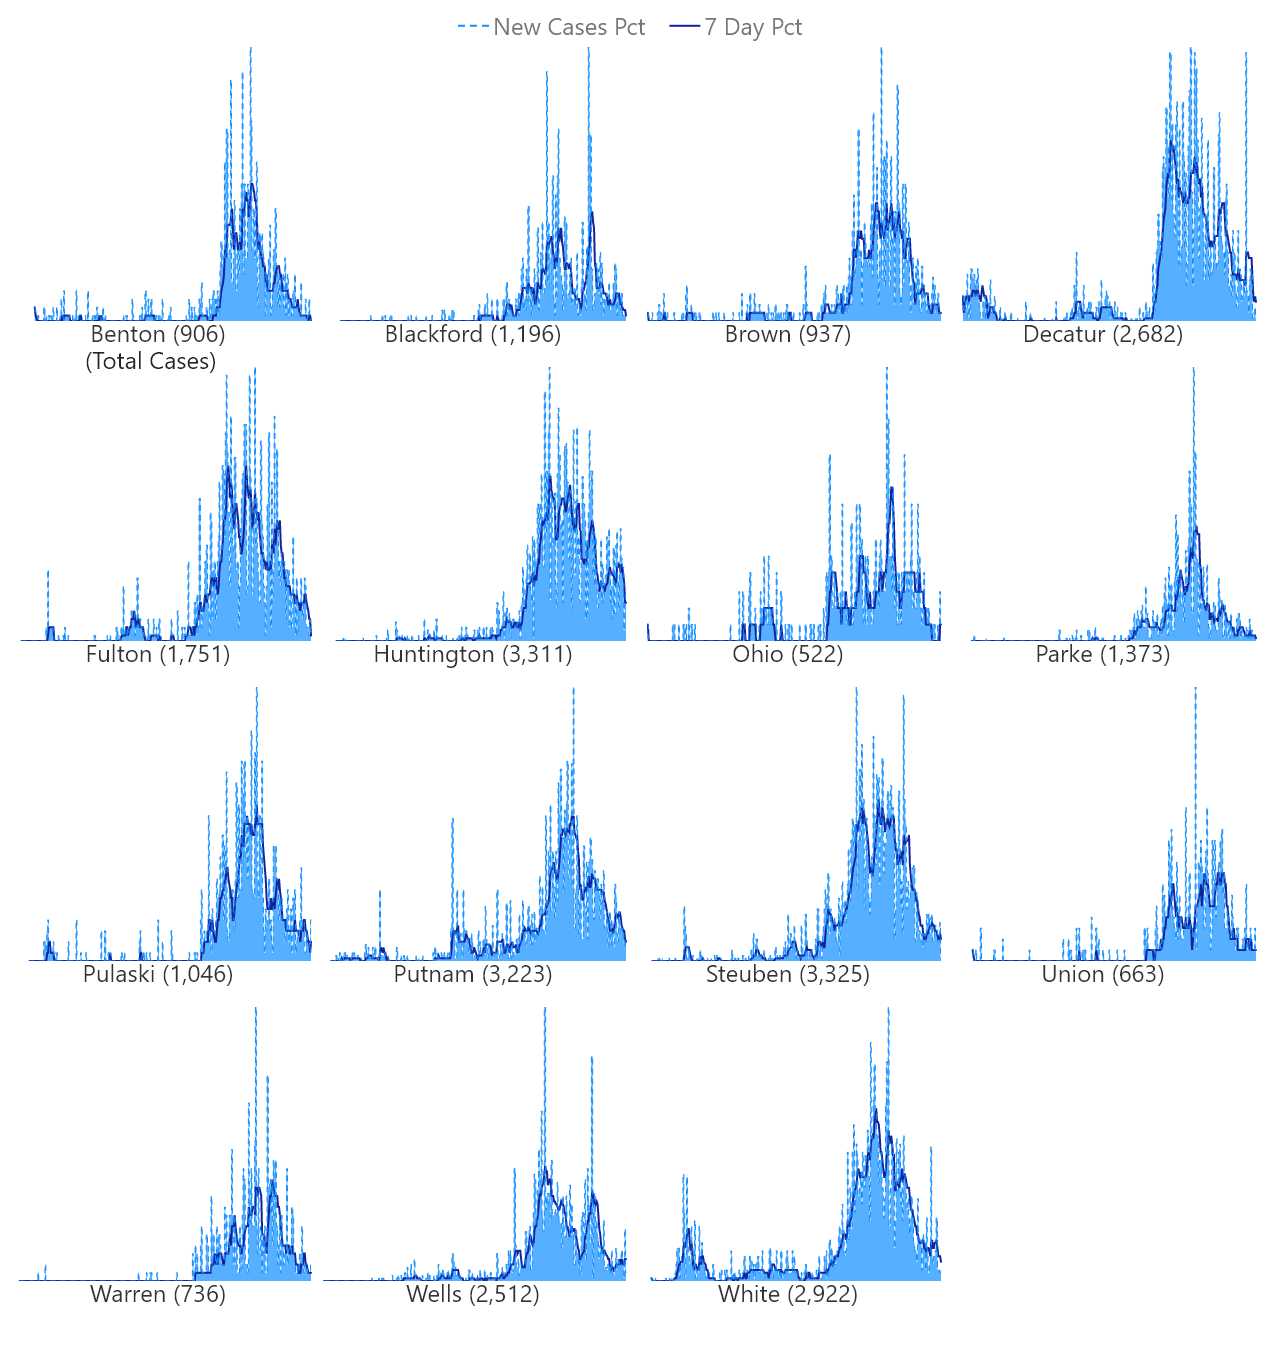 New Cases Pct 7 Day Pct
Benton (906) Blackford (1,196) Brown (937) Decatur (2,682)
(Total Cases)
Fulton (1,751) Huntington (3,311) Ohio (522) Parke (1,373)
Pulaski (1,046) Putnam (3,223) Steuben (3,325) Union (663)
Warren (736) Wells (2,512) White (2,922)